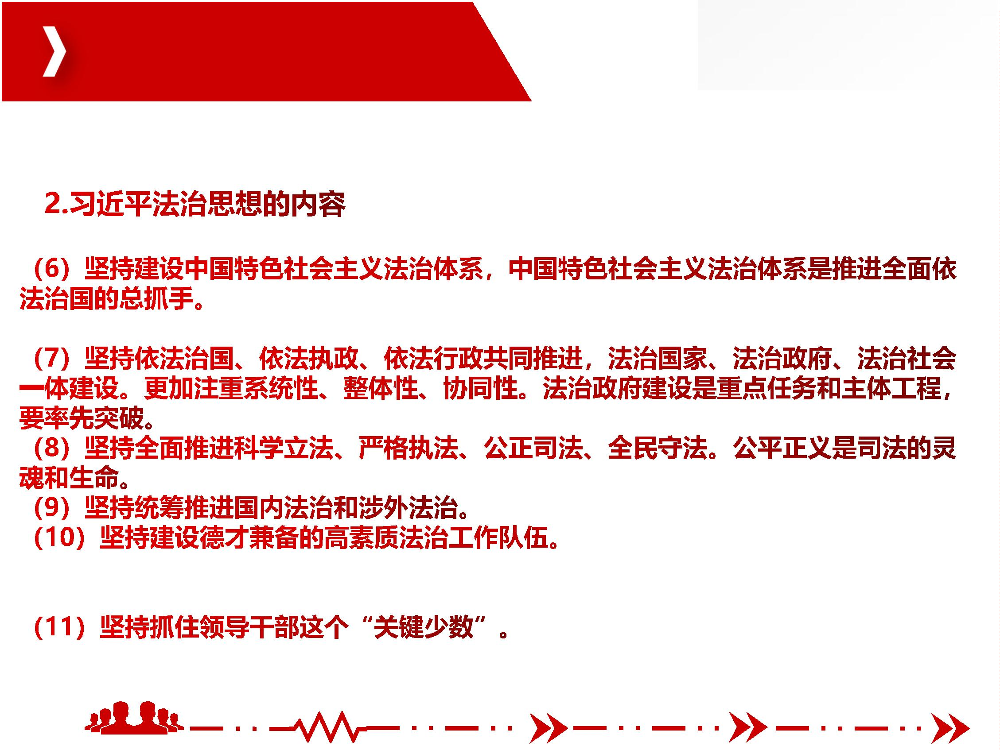 2.习近平法治思想的内容
（6）坚持建设中国特色社会主义法治体系，中国特色社会主义法治体系是推进全面依
法治国的总抓手。
（7）坚持依法治国、依法执政、依法行政共同推进，法治国家、法治政府、法治社会
一体建设。更加注重系统性、整体性、协同性。法治政府建设是重点任务和主体工程，
要率先突破。
（8）坚持全面推进科学立法、严格执法、公正司法、全民守法。公平正义是司法的灵
魂和生命。
（9）坚持统筹推进国内法治和涉外法治。
（10）坚持建设德才兼备的高素质法治工作队伍。
（11）坚持抓住领导干部这个“关键少数”。